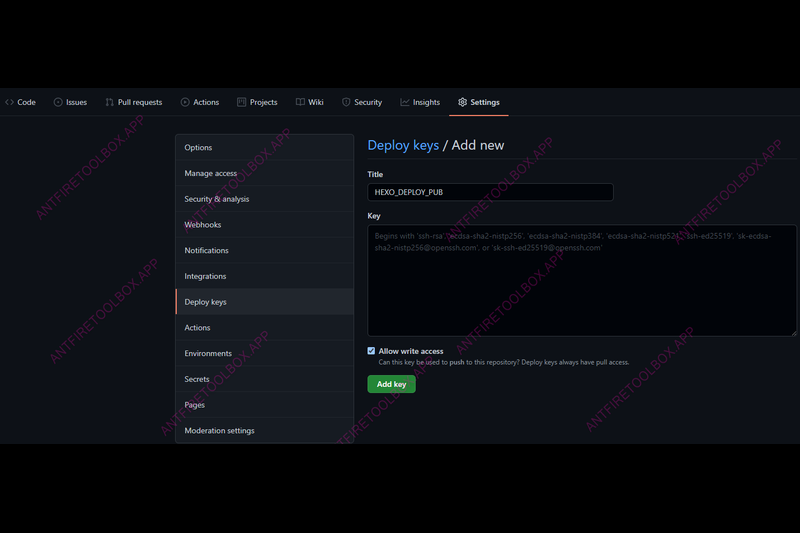 Code
Issues
Pull requests
Actions
Projects
Wiki
Security
Insights
Settings
Options
Manage access
Security & analysis
Webhooks
Notifications
Integrations
Deploy keys
Actions
Environments
Secrets
Pages
Moderation settings
Deploy keys / Add new
Title
HEXO_DEPLOY_PUB
Key
Begins with 'ssh-rsa', 'ecdsa-sha2-nistp256', 'ecdsa-sha2-nistp384', 'ecdsa-sha2-nistp521', 'ssh-ed25519', 'sk-ecdsa-
sha2-nistp256@openssh.com', or 'sk-ssh-ed25519@openssh.com'
Allow write access
Can this key be used to push to this repository? Deploy keys always have pull access.
Add key
ANTFIRETOOLBOX.APP
ANTFIRETOOLBOX.APP
ANTFIRETOOLBOX.APP
ANTFIRETOOLBOX.APP
ANTFIRETOOLBOX.APP
ANTFIRETOOLBOX.APP
ANTFIRETOOLBOX.APP
ANTFIRETOOLBOX.APP
ANTFIRETOOLBOX.APP